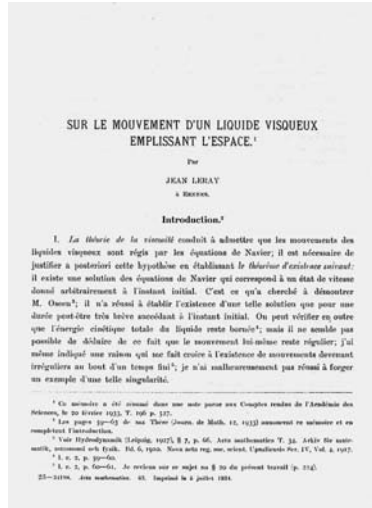 SUR LE MOUVEMENT D'UN LIQUIDE VISQUEUX
EMPLISSANT L'ESPACE.¹
Par
JEAN LERAY
à RENNES.
Introduction.²
I. La théorie de la viscosité conduit à admettre que les mouvements des
liquides visqueux sont régis par les équations de Navier; il est nécessaire de
justifier a posteriori cette hypothèse en établissant le théorème d'existence suivant:
il existe une solution des équations de Navier qui correspond à un état de vitesse
donné arbitrairement à l'instant initial. C'est ce qu'a cherché à démontrer
M. Oseen³; il n'a réussi à établir l'existence d'une telle solution que pour une
durée peut-être très brève succédant à l'instant initial. On peut vérifier en outre
que l'énergie cinétique totale du liquide reste bornée⁴; mais il ne semble pas
possible de déduire de ce fait que le mouvement lui-même reste régulier; j'ai
même indiqué une raison qui me fait croire à l'existence de mouvements devenant
irréguliers au bout d'un temps fini⁵; je n'ai malheureusement pas réussi à forger
un exemple d'une telle singularité.
¹ Ce mémoire a été résumé dans une note parue aux Comptes rendus de l'Académie des
Sciences, le 20 février 1933, T. 196 p. 527.
² Les pages 59—63 de ma Thèse (Journ. de Math. 12, 1933) annoncent ce mémoire et en
complètent l'introduction.
³ Voir Hydrodynamik (Leipzig, 1927), § 7, p. 66. Acta mathematica T. 34. Arkiv för
astronomi och fysik. Bd. 6, 1910. Nova acta reg. soc. scient. Upsaliensis Ser. IV, Vol. 4, 1917.
⁴ l. c. 2, p. 59—60.
⁵ l. c. 2, p. 60—61. Je reviens sur ce sujet au § 20 du présent travail (p. 224).
Acta mathematica. 63. Imprimé le 5 juillet 1934.